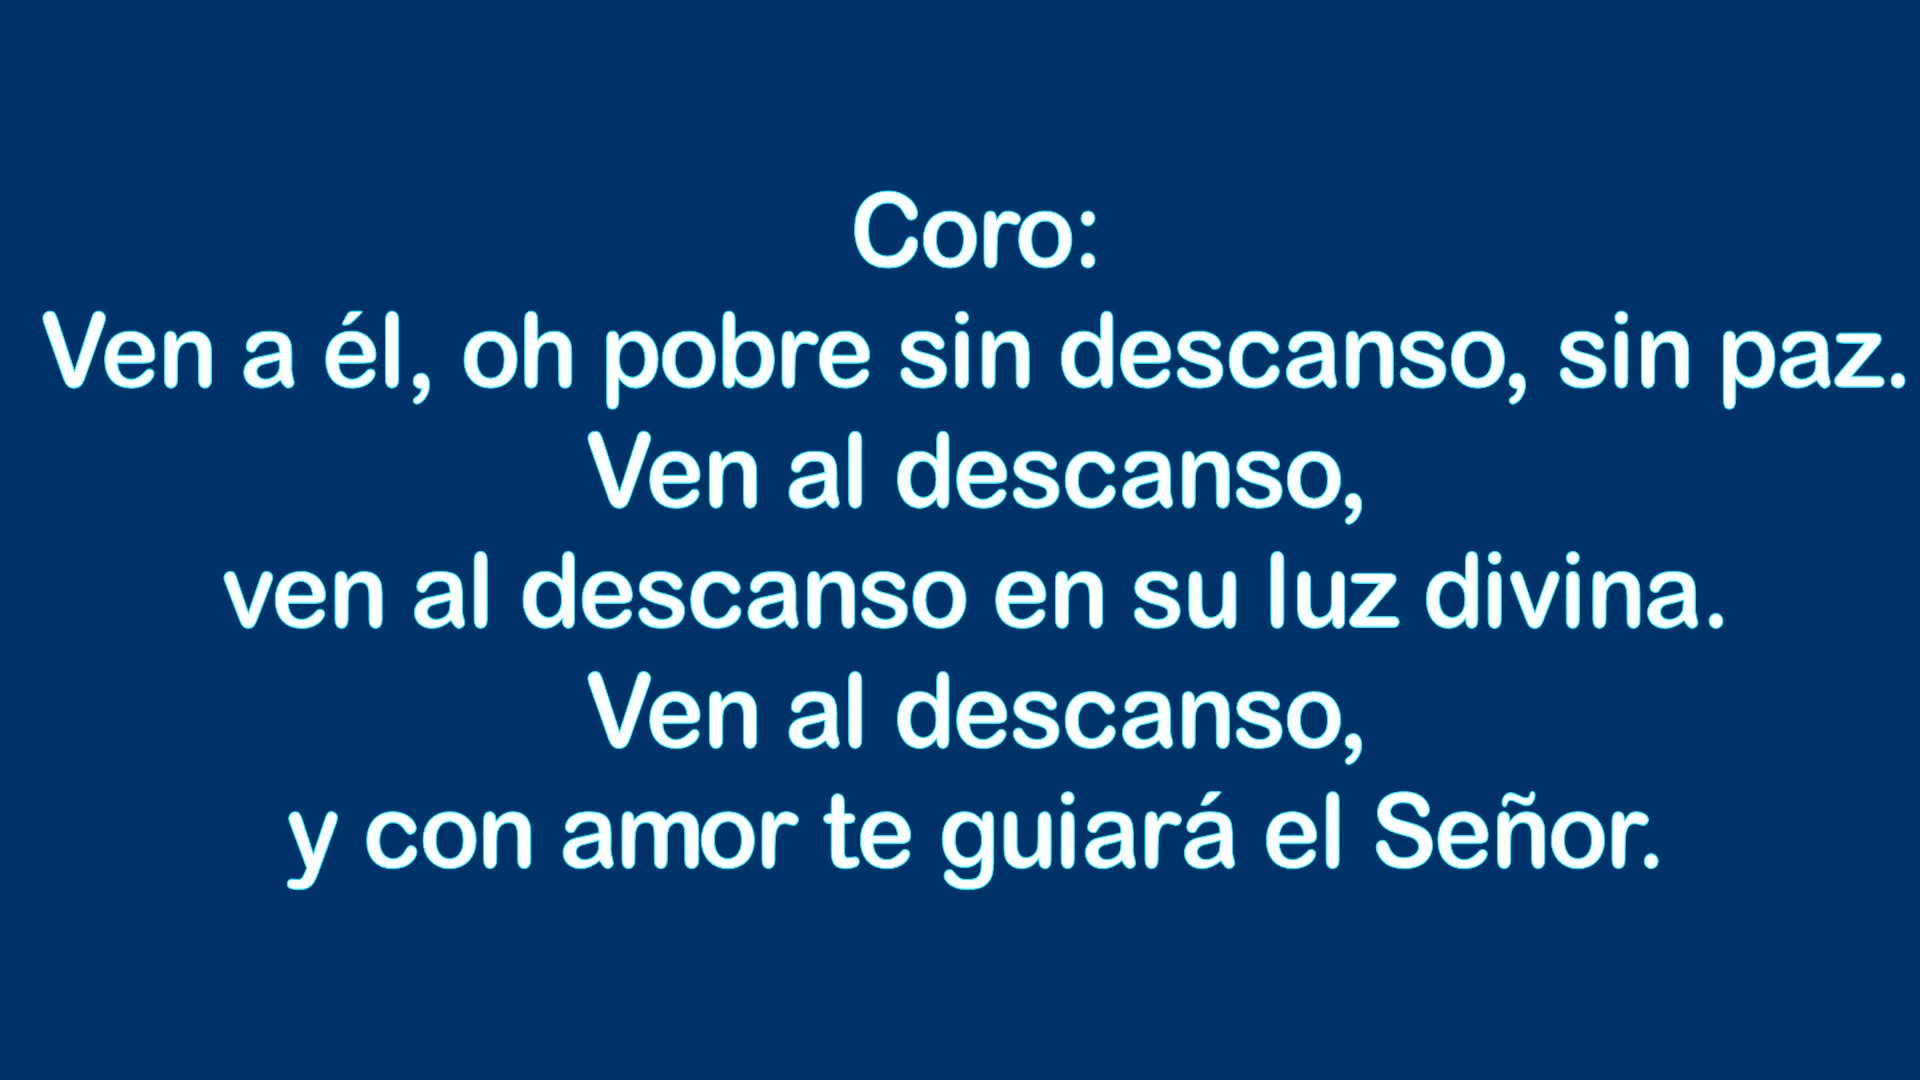 Coro:
Ven a él, oh pobre sin descanso, sin paz.
Ven al descanso,
ven al descanso en su luz divina.
Ven al descanso,
y con amor te guiará el Señor.